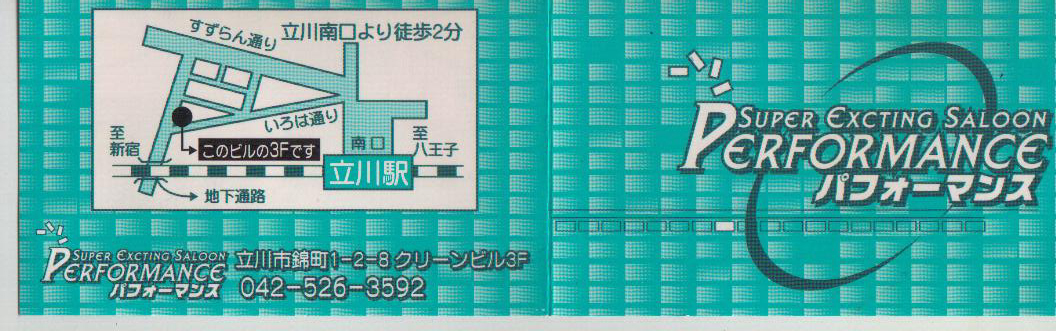 すずらん通り
立川南口より徒歩2分
いろは通り
至
新宿
このビルの3Fです
南口
至
八王子
立川駅
地下通路
SUPER EXCTING SALOON
PERFORMANCE
パフォーマンス
立川市錦町1-2-8クリーンビル3F
042-526-3592
SUPER EXCTING SALOON
PERFORMANCE
パフォーマンス